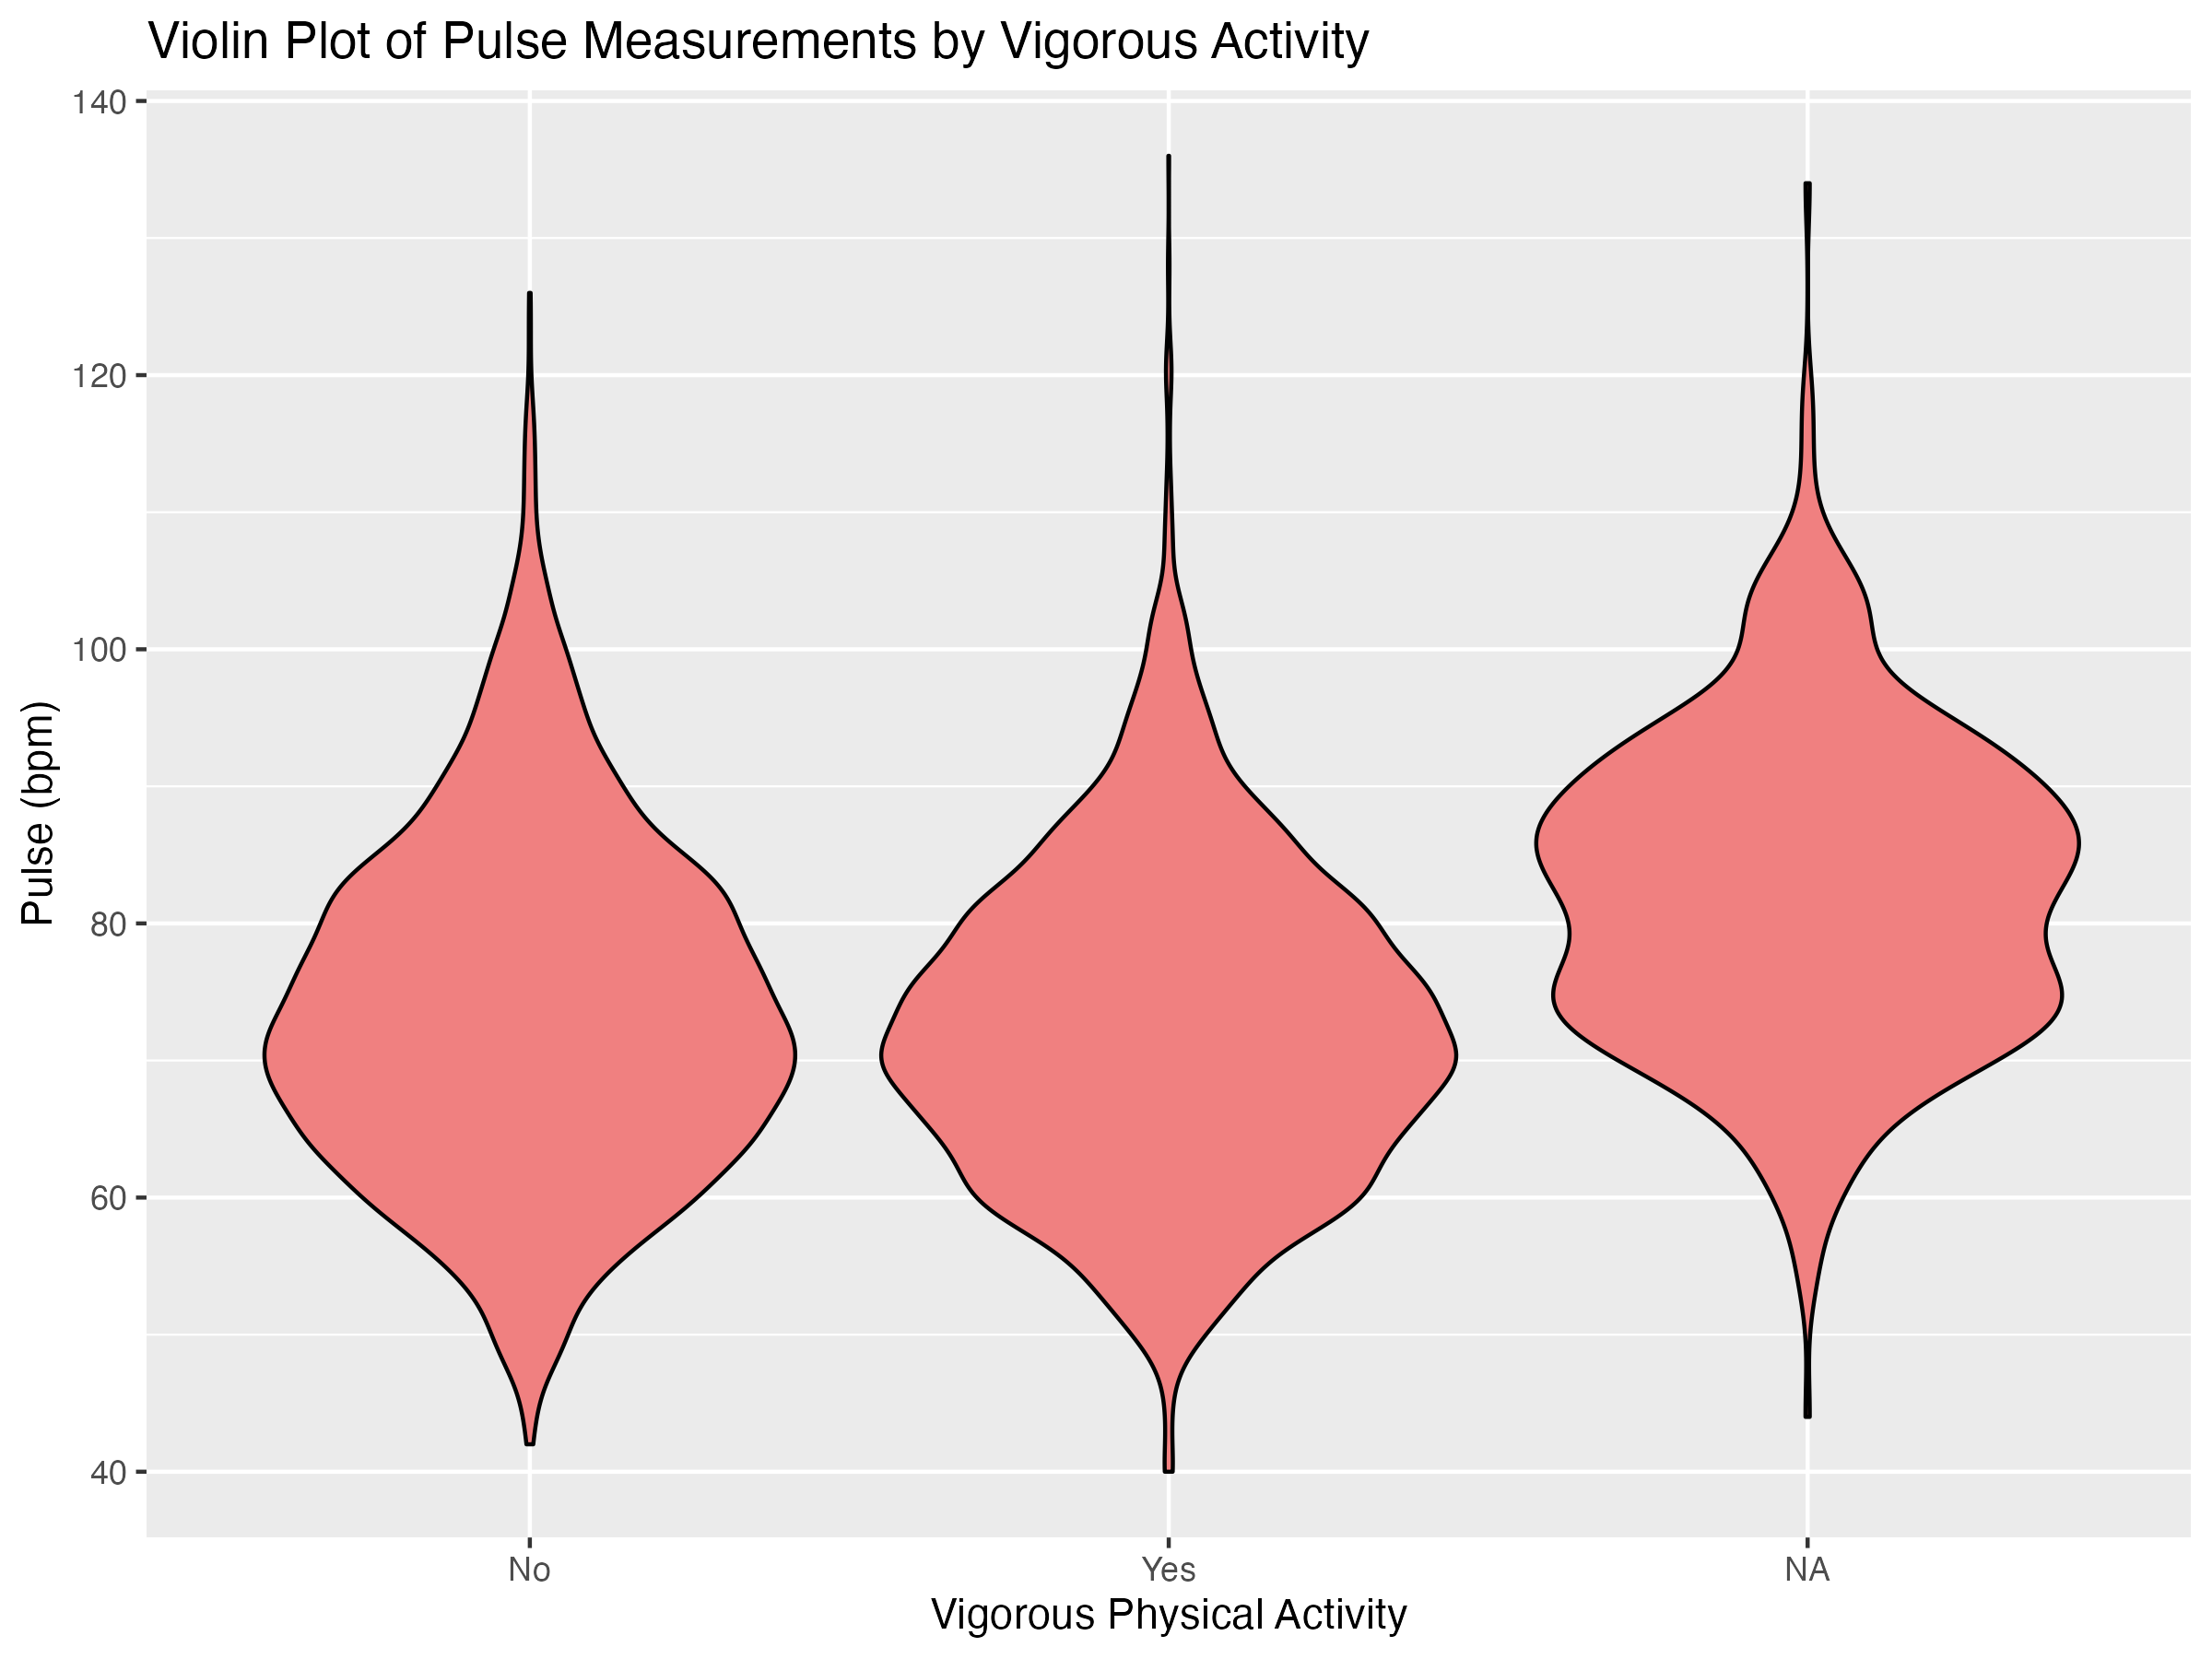 Violin Plot of Pulse Measurements by Vigorous Activity
140
120
100
80
60
40
Pulse (bpm)
No Yes NA
Vigorous Physical Activity